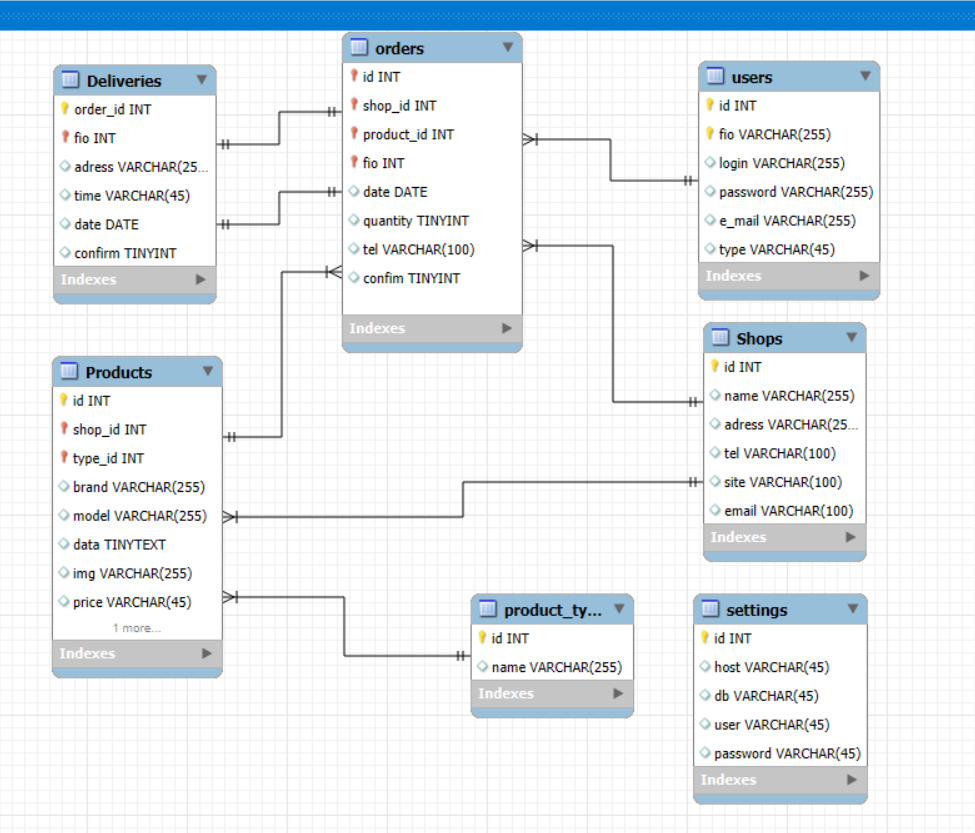 Deliveries
order_id INT
fio INT
adress VARCHAR(25...
time VARCHAR(45)
date DATE
confirm TINYINT
Indexes
orders
id INT
shop_id INT
product_id INT
fio INT
date DATE
quantity TINYINT
tel VARCHAR(100)
confim TINYINT
Indexes
users
id INT
fio VARCHAR(255)
login VARCHAR(255)
password VARCHAR(255)
e_mail VARCHAR(255)
type VARCHAR(45)
Indexes
Products
id INT
shop_id INT
type_id INT
brand VARCHAR(255)
model VARCHAR(255)
data TINYTEXT
img VARCHAR(255)
price VARCHAR(45)
1 more...
Indexes
Shops
id INT
name VARCHAR(255)
adress VARCHAR(25...
tel VARCHAR(100)
site VARCHAR(100)
email VARCHAR(100)
Indexes
product_ty...
id INT
name VARCHAR(255)
Indexes
settings
id INT
host VARCHAR(45)
db VARCHAR(45)
user VARCHAR(45)
password VARCHAR(45)
Indexes